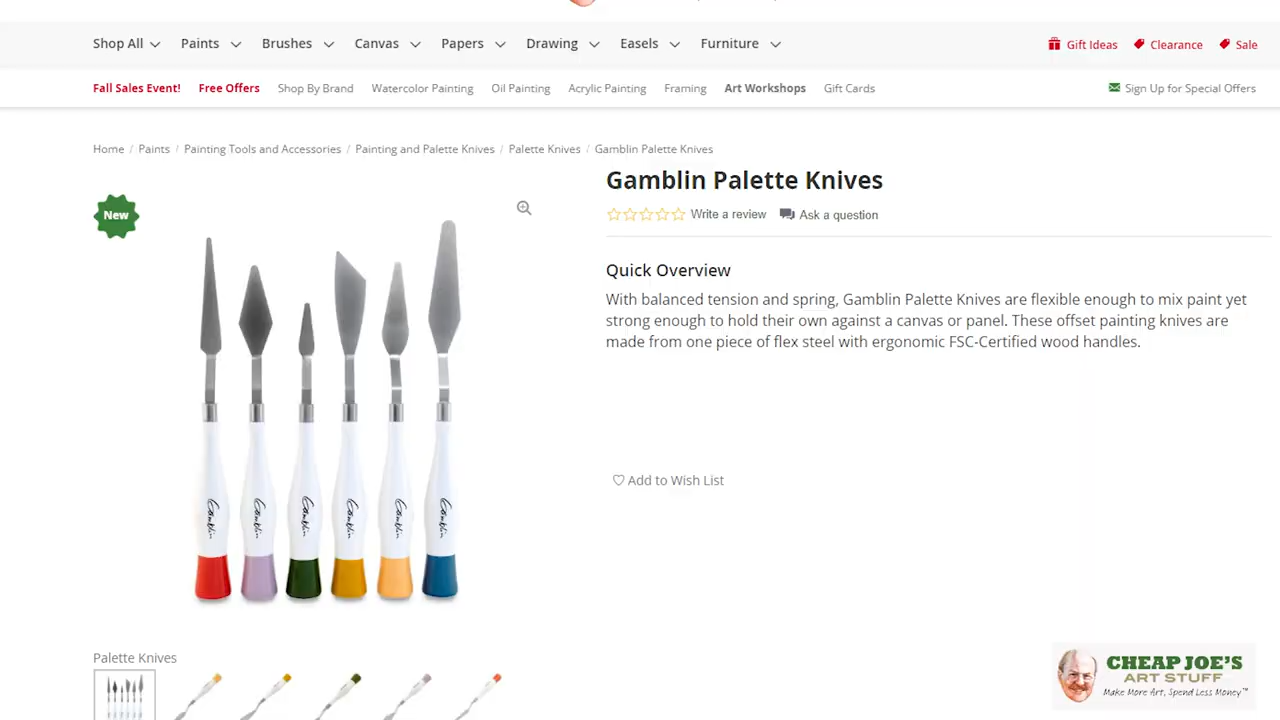 Shop All Paints Brushes Canvas Papers Drawing Easels Furniture Gift Ideas Clearance Sale
Fall Sales Event! Free Offers Shop By Brand Watercolor Painting Oil Painting Acrylic Painting Framing Art Workshops Gift Cards Sign Up for Special Offers
Home / Paints / Painting Tools and Accessories / Painting and Palette Knives / Palette Knives / Gamblin Palette Knives
New
Gamblin Palette Knives
Write a review Ask a question
Quick Overview
With balanced tension and spring, Gamblin Palette Knives are flexible enough to mix paint yet
strong enough to hold their own against a canvas or panel. These offset painting knives are
made from one piece of flex steel with ergonomic FSC-Certified wood handles.
Add to Wish List
Gamblin Gamblin Gamblin Gamblin Gamblin Gamblin
Palette Knives
CHEAP JOE'S
ART STUFF
Make More Art, Spend Less Money™